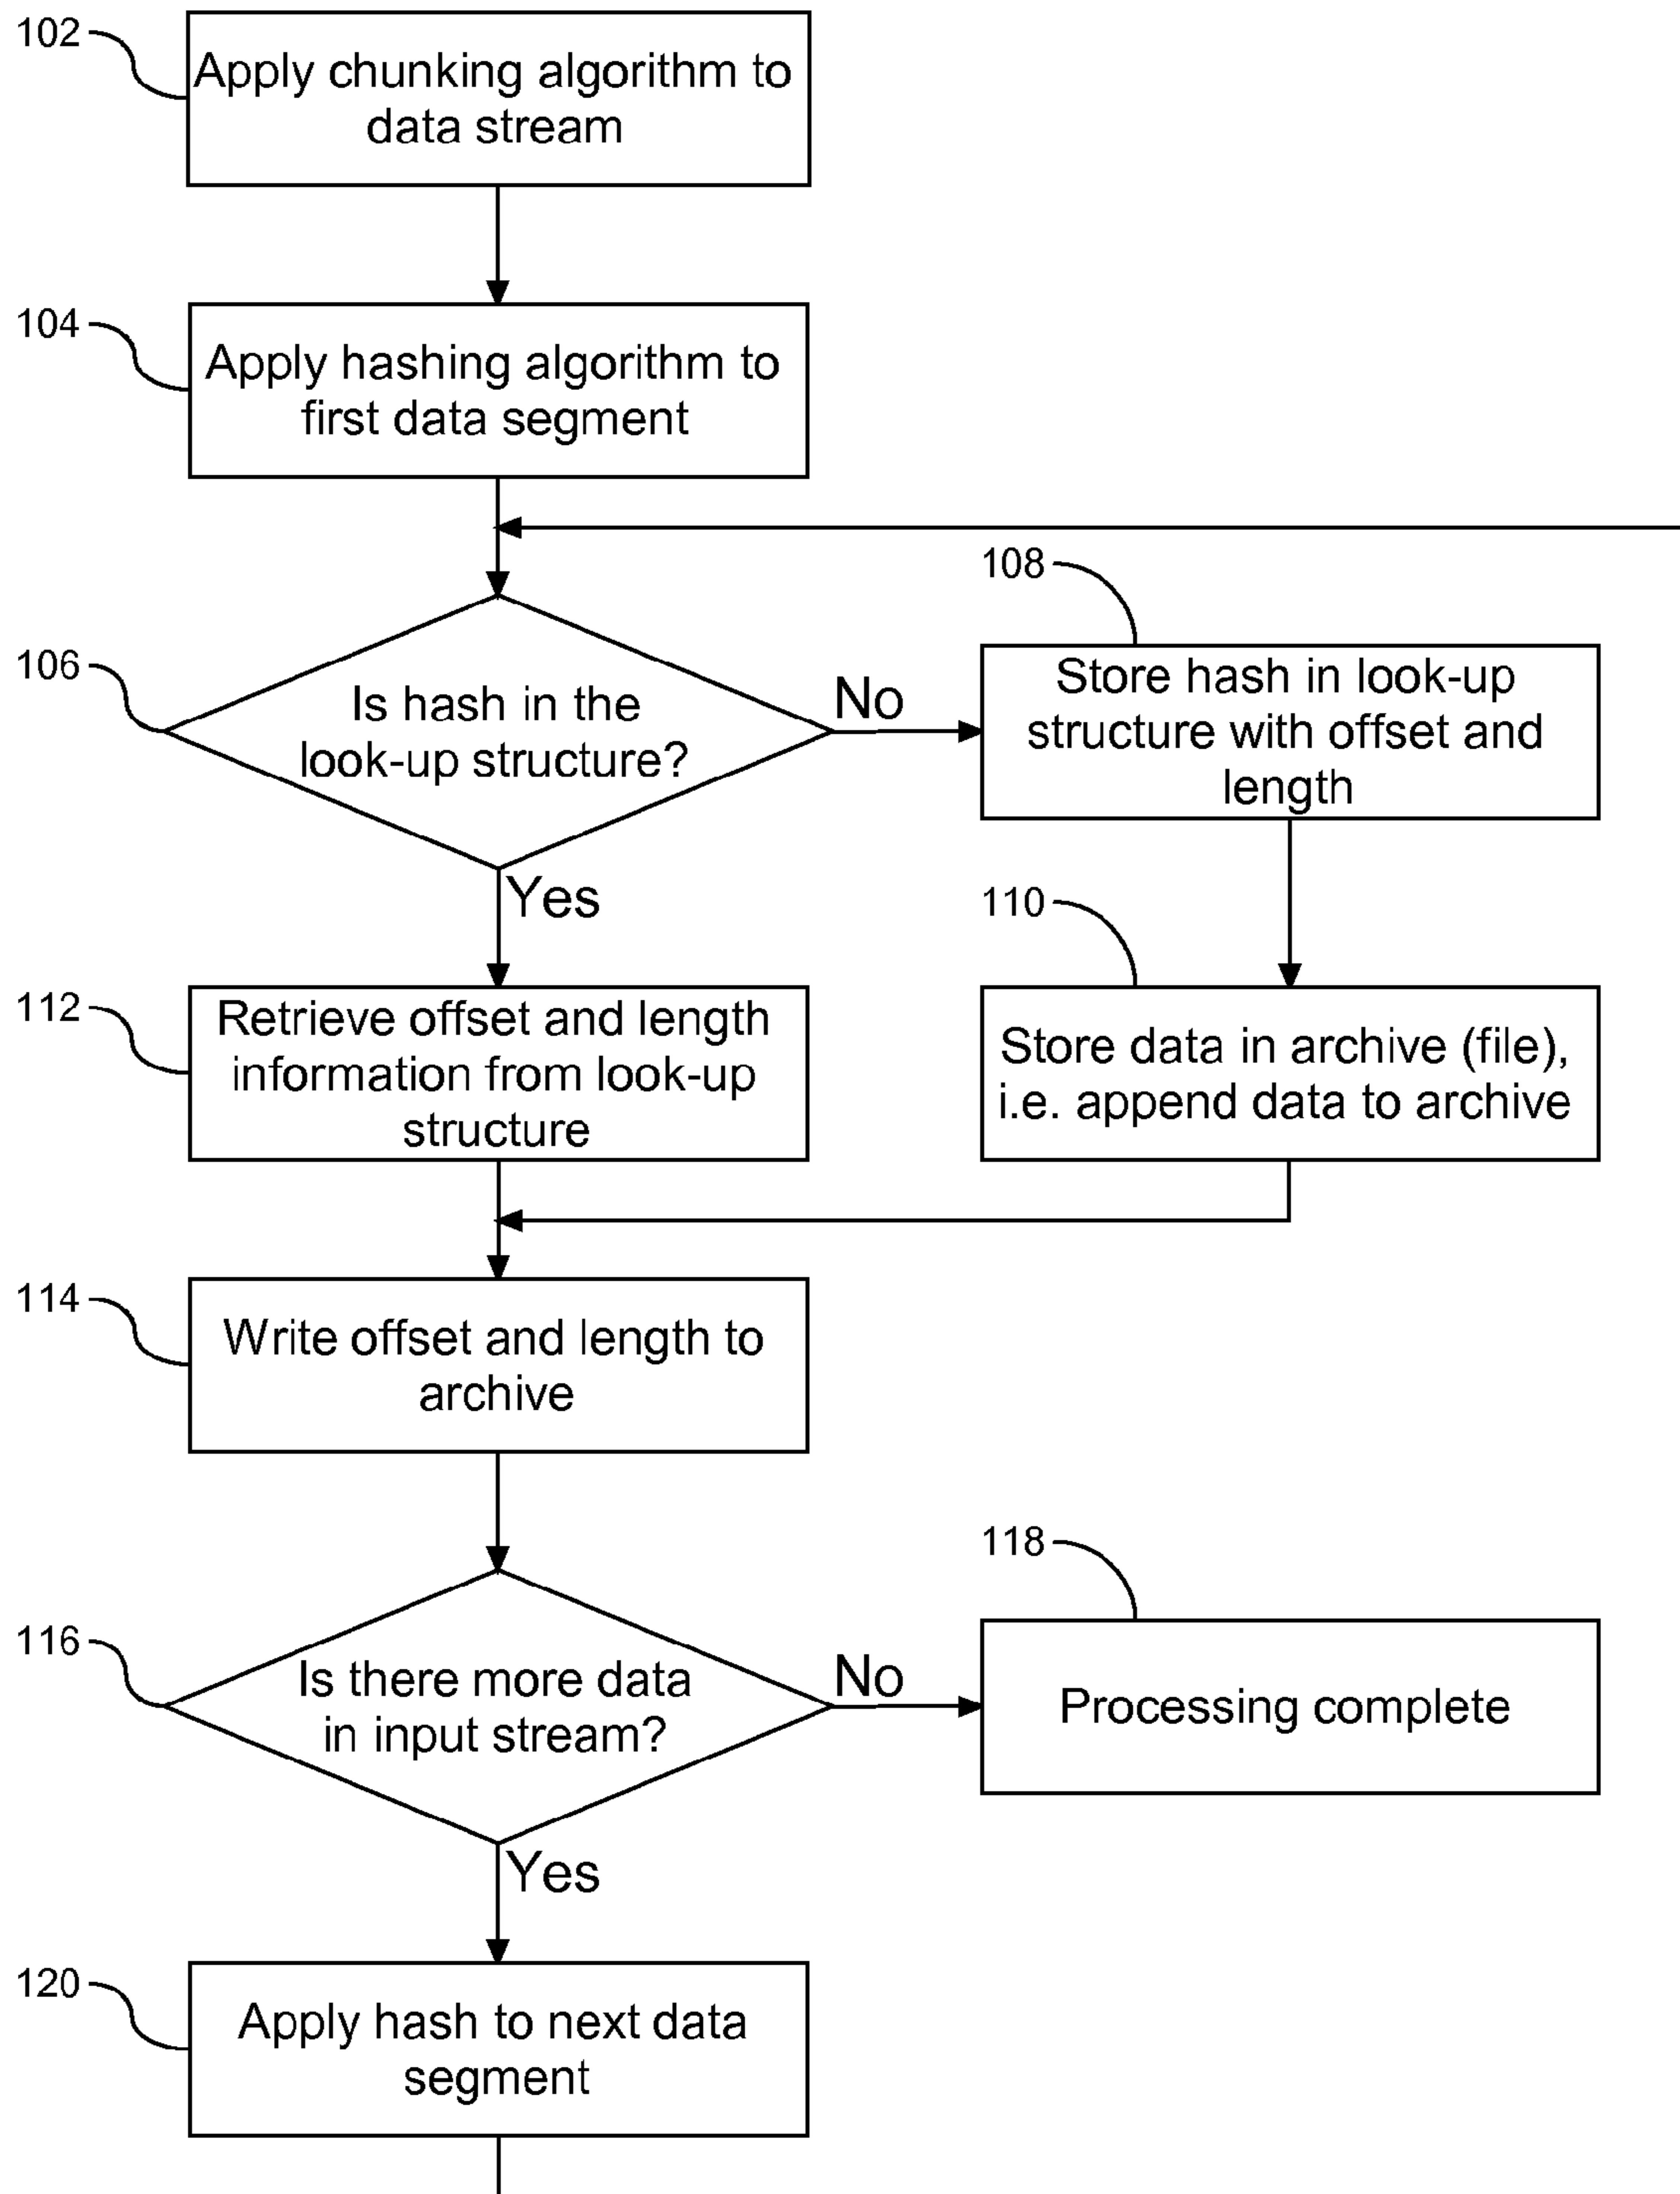 102
Apply chunking algorithm to
data stream
104
Apply hashing algorithm to
first data segment
106
Is hash in the
look-up structure?
No
Yes
108
Store hash in look-up
structure with offset and
length
110
Store data in archive (file),
i.e. append data to archive
112
Retrieve offset and length
information from look-up
structure
114
Write offset and length to
archive
116
Is there more data
in input stream?
No
Yes
118
Processing complete
120
Apply hash to next data
segment